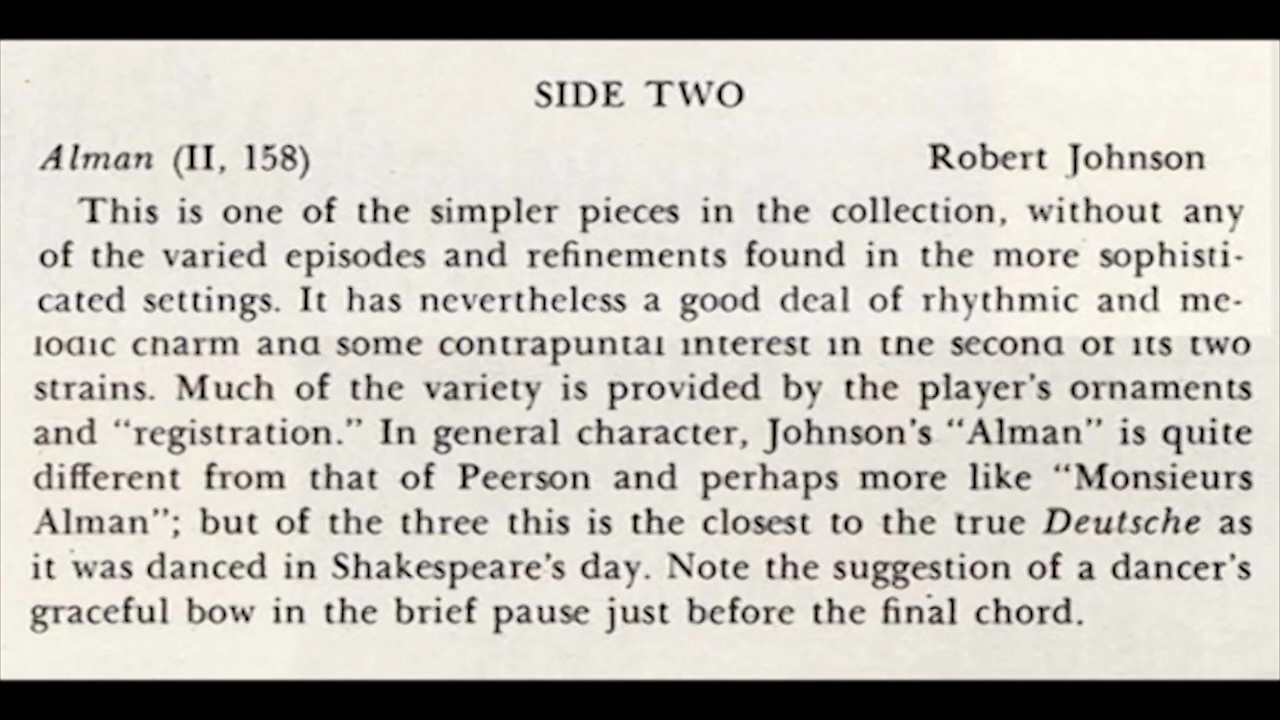 SIDE TWO
Alman (II, 158) Robert Johnson
This is one of the simpler pieces in the collection, without any
of the varied episodes and refinements found in the more sophisti-
cated settings. It has nevertheless a good deal of rhythmic and me-
lodic charm and some contrapuntal interest in the second of its two
strains. Much of the variety is provided by the player's ornaments
and “registration.” In general character, Johnson's “Alman” is quite
different from that of Peerson and perhaps more like “Monsieurs
Alman”; but of the three this is the closest to the true Deutsche as
it was danced in Shakespeare's day. Note the suggestion of a dancer's
graceful bow in the brief pause just before the final chord.